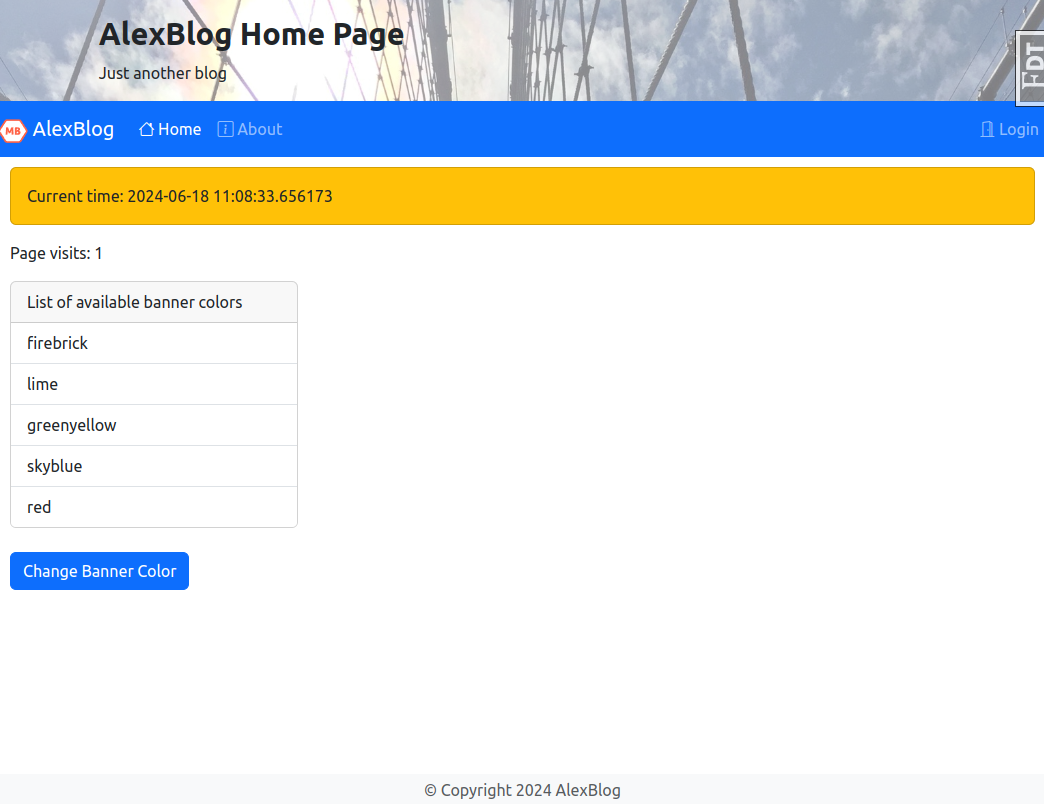 AlexBlog Home Page
Just another blog
FDT
MB AlexBlog Home About Login
Current time: 2024-06-18 11:08:33.656173
Page visits: 1
List of available banner colors
firebrick
lime
greenyellow
skyblue
red
Change Banner Color
© Copyright 2024 AlexBlog